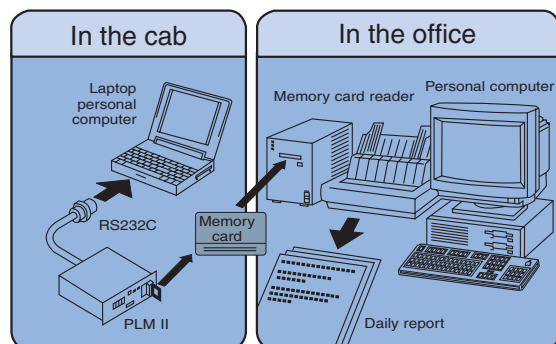 In the cab
Laptop
personal
computer
RS232C
Memory
card
PLM II
In the office
Memory card reader
Personal computer
Daily report